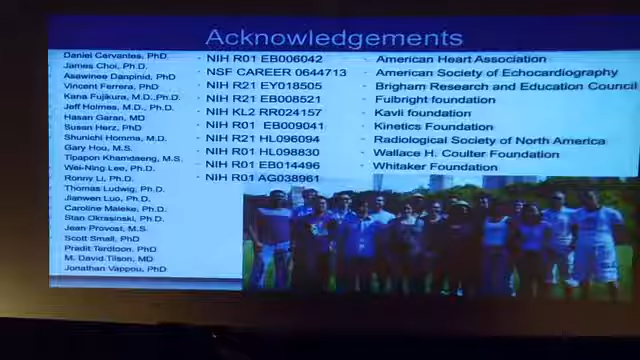 Acknowledgements
Daniel Cervantes, PhD.
James Choi, Ph.D.
Asawinee Danpinid, PhD
Vincent Ferrera, PhD
Kana Fujikura, M.D.,Ph.D.
Jeff Holmes, M.D., Ph.D.
Hasan Garan, MD
Susan Herz, PhD
Shunichi Homma, M.D.
Gary Hou, M.S.
Tipapon Khamdaeng, M.S.
Wei-Ning Lee, Ph.D.
Ronny Li, Ph.D.
Thomas Ludwig, Ph.D.
Jianwen Luo, Ph.D.
Caroline Maleke, Ph.D.
Stan Okrasinski, Ph.D.
Jean Provost, M.S.
Scott Small, PhD
Pradit Terdtoon, Ph.D
M. David Tilson, MD
Jonathan Vappou, PhD
- NIH R01 EB006042
- NSF CAREER 0644713
- NIH R21 EY018505
- NIH R21 EB008521
- NIH KL2 RR024157
- NIH R01 EB009041
- NIH R21 HL096094
- NIH R01 HL098830
- NIH R01 EB014496
- NIH R01 AG038961
- American Heart Association
- American Society of Echocardiography
- Brigham Research and Education Council
- Fulbright foundation
- Kavli foundation
- Kinetics Foundation
- Radiological Society of North America
- Wallace H. Coulter Foundation
- Whitaker Foundation